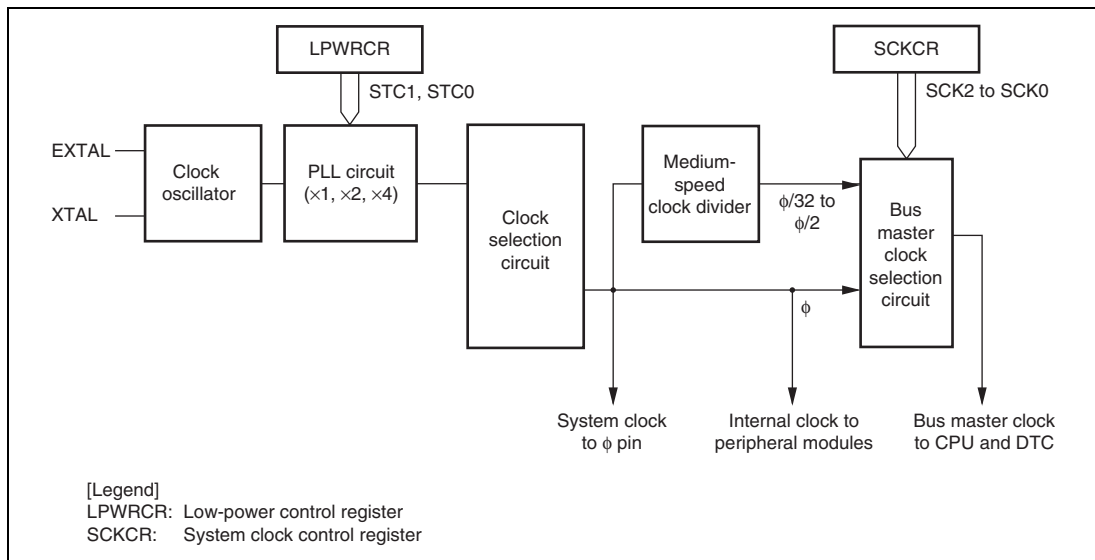 LPWRCR
SCKCR
STC1, STC0
SCK2 to SCK0
EXTAL
XTAL
Clock
oscillator
PLL circuit
(×1, ×2, ×4)
Clock
selection
circuit
Medium-
speed
clock divider
ϕ/32 to
ϕ/2
Bus
master
clock
selection
circuit
ϕ
System clock
to ϕ pin
Internal clock to
peripheral modules
Bus master clock
to CPU and DTC
[Legend]
LPWRCR: Low-power control register
SCKCR: System clock control register